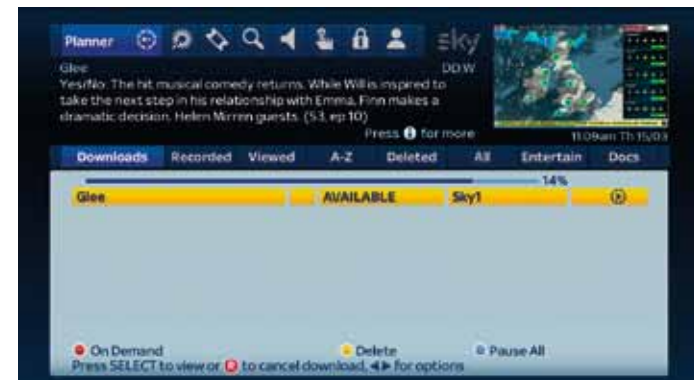 Planner
sky
Glee DD W
Yes/No. The hit musical comedy returns. While Will is inspired to
take the next step in his relationship with Emma, Finn makes a
dramatic decision. Helen Mirren guests. (S3, ep 10)
Press i for more
11.09am Th 15/03
Downloads Recorded Viewed A-Z Deleted All Entertain Docs
14%
Glee AVAILABLE Sky1
On Demand Delete Pause All
Press SELECT to view or R to cancel download, ◀▶ for options